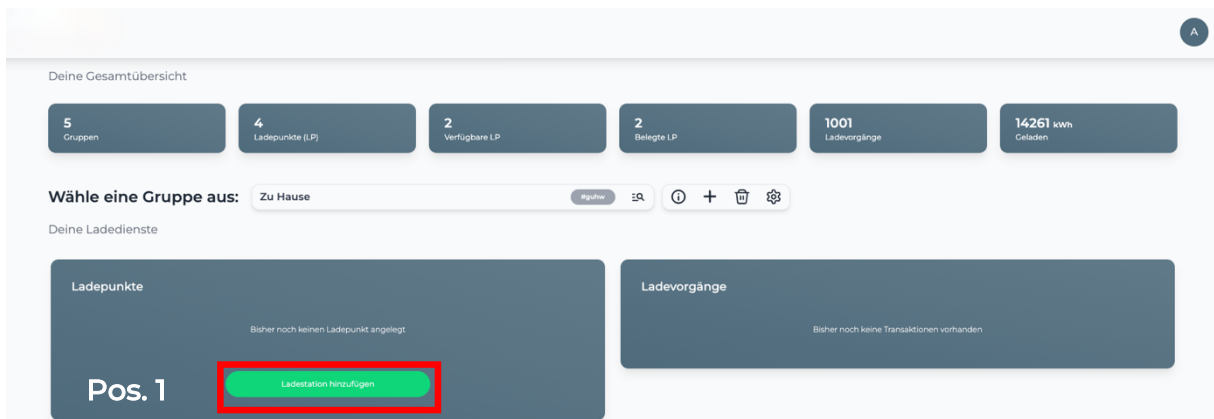 A
Deine Gesamtübersicht
5
Gruppen
4
Ladepunkte (LP)
2
Verfügbare LP
2
Belegte LP
1001
Ladevorgänge
14261 kWh
Geladen
Wähle eine Gruppe aus: Zu Hause #guhw
Deine Ladedienste
Ladepunkte
Bisher noch keinen Ladepunkt angelegt
Pos. 1
Ladestation hinzufügen
Ladevorgänge
Bisher noch keine Transaktionen vorhanden